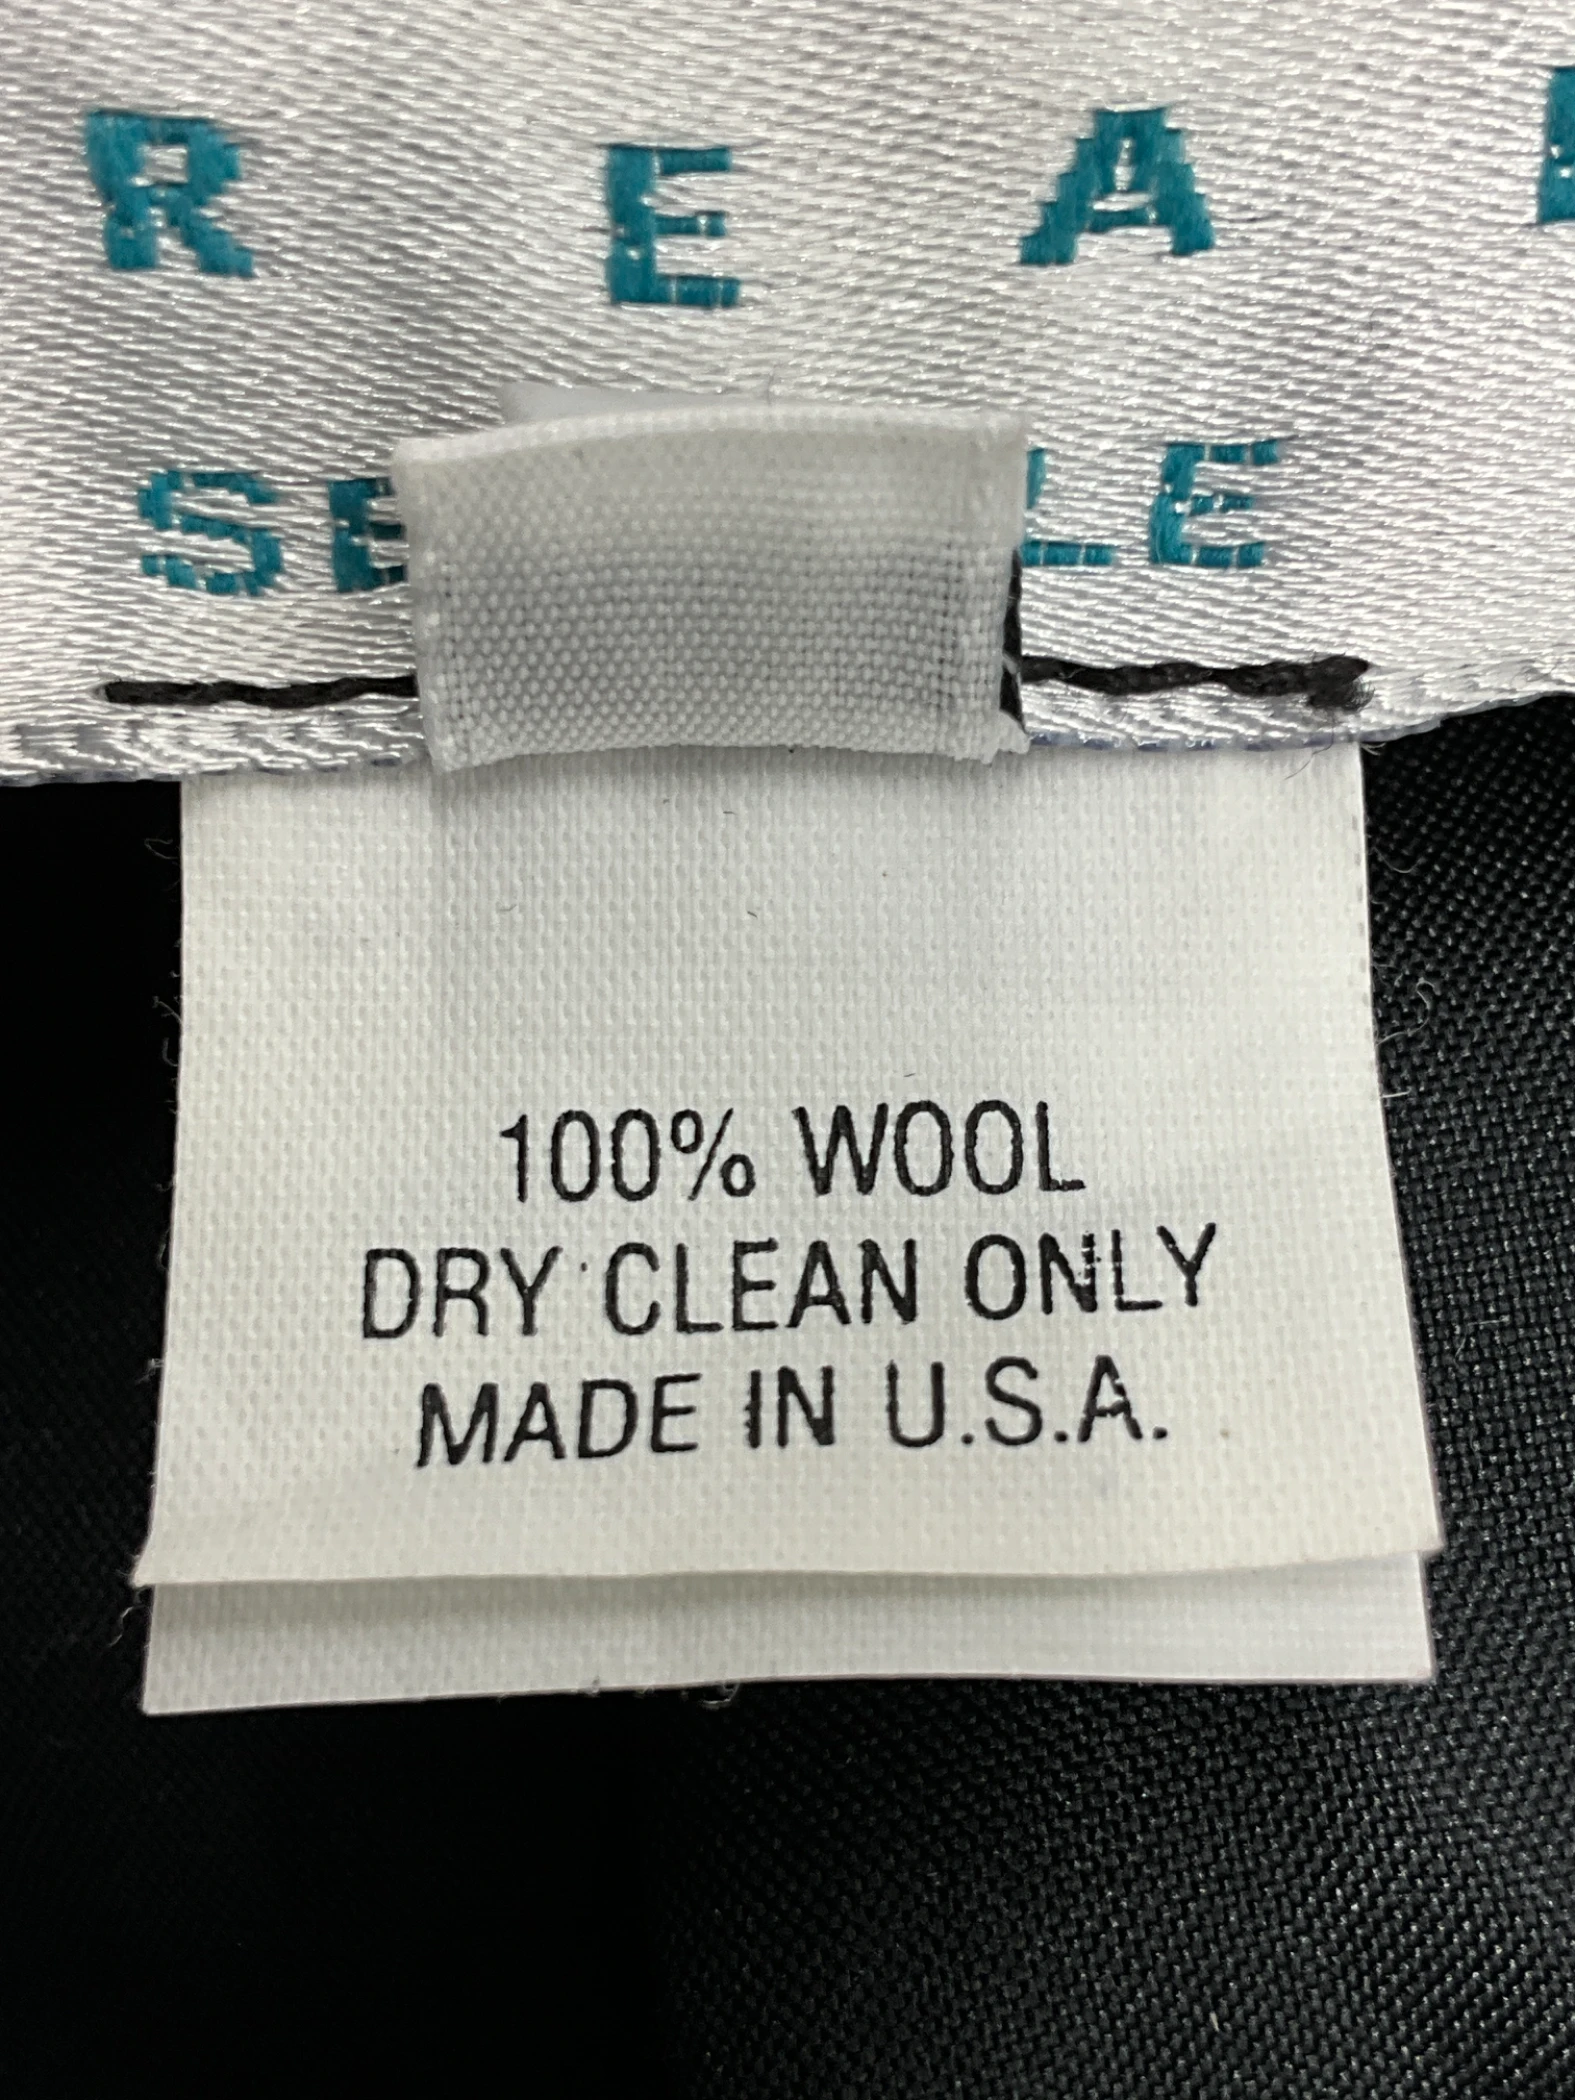 R E A
100% WOOL
DRY CLEAN ONLY
MADE IN U.S.A.